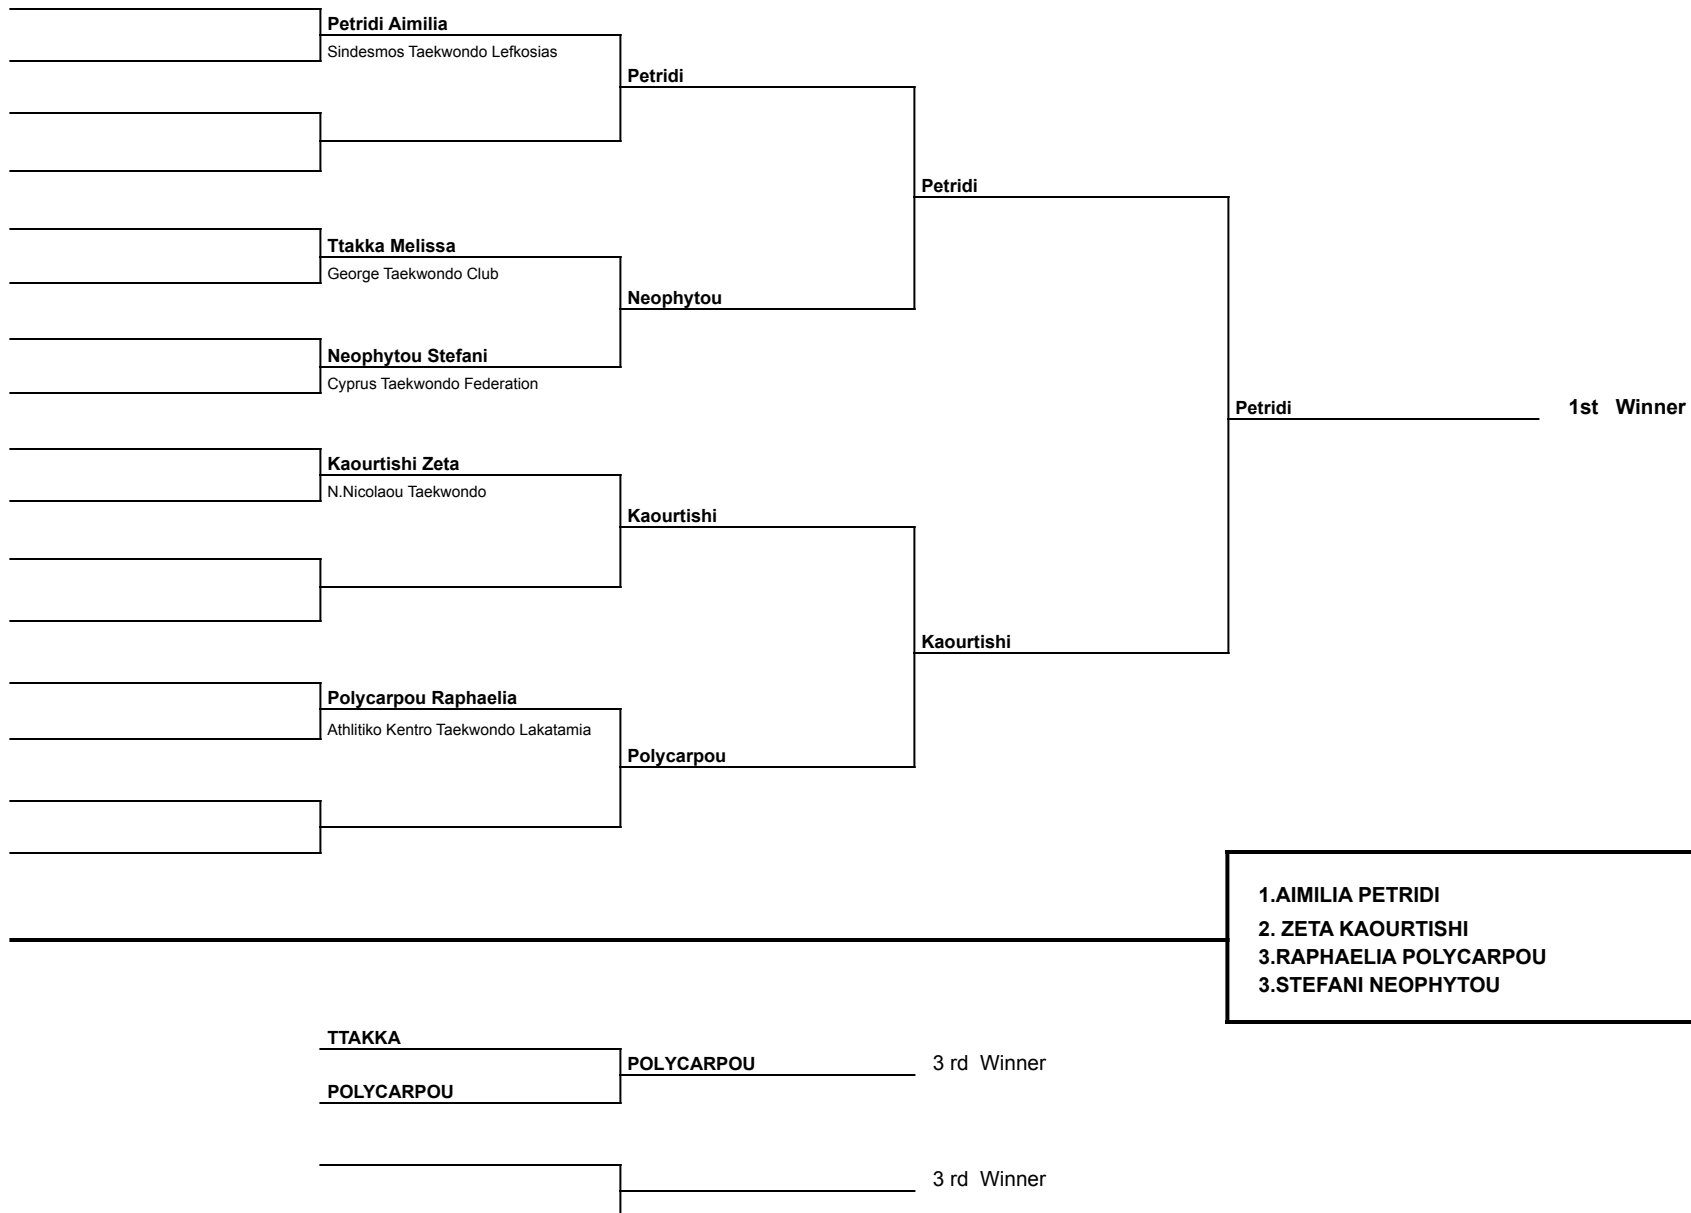 Petridi Aimilia
Sindesmos Taekwondo Lefkosias
Petridi
Petridi
Ttakka Melissa
George Taekwondo Club
Neophytou
Neophytou Stefani
Cyprus Taekwondo Federation
Petridi
1st Winner
Kaourtishi Zeta
N.Nicolaou Taekwondo
Kaourtishi
Kaourtishi
Polycarpou Raphaelia
Athlitiko Kentro Taekwondo Lakatamia
Polycarpou
1.AIMILIA PETRIDI
2. ZETA KAOURTISHI
3.RAPHAELIA POLYCARPOU
3.STEFANI NEOPHYTOU
TTAKKA
POLYCARPOU
3 rd Winner
POLYCARPOU
3 rd Winner